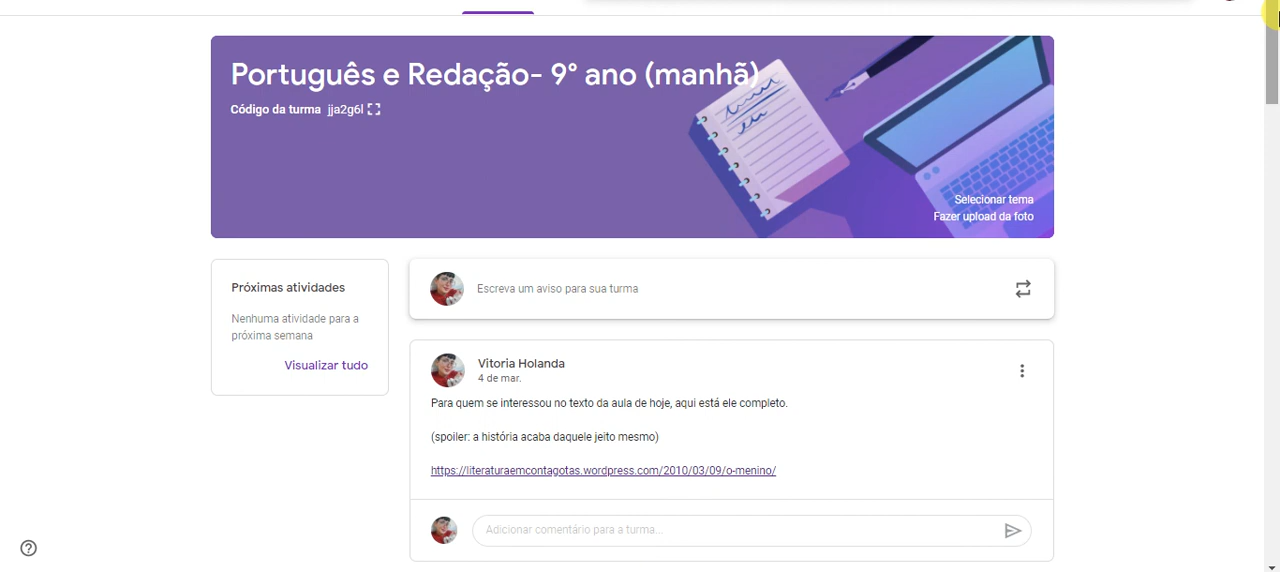 Português e Redação- 9° ano (manhã)
Código da turma jja2g6l
Selecionar tema
Fazer upload da foto
Próximas atividades
Nenhuma atividade para a
próxima semana
Visualizar tudo
Escreva um aviso para sua turma
Vitoria Holanda
4 de mar.
Para quem se interessou no texto da aula de hoje, aqui está ele completo.
(spoiler: a história acaba daquele jeito mesmo)
https://literaturaemcontagotas.wordpress.com/2010/03/09/o-menino/
Adicionar comentário para a turma...